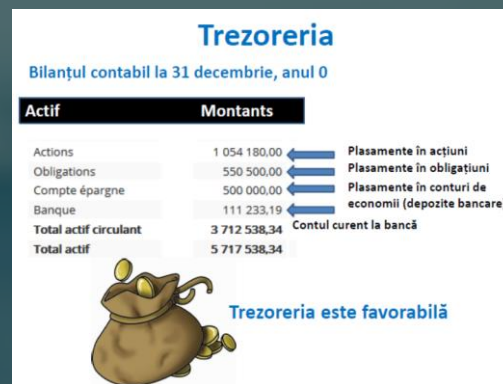 Trezoreria
Bilanțul contabil la 31 decembrie, anul 0
Actif Montants
Actions 1 054 180,00 Plasamente în acțiuni
Obligations 550 500,00 Plasamente în obligațiuni
Compte épargne 500 000,00 Plasamente în conturi de
economii (depozite bancare
Banque 111 233,19 Contul curent la bancă
Total actif circulant 3 712 538,34
Total actif 5 717 538,34
Trezoreria este favorabilă